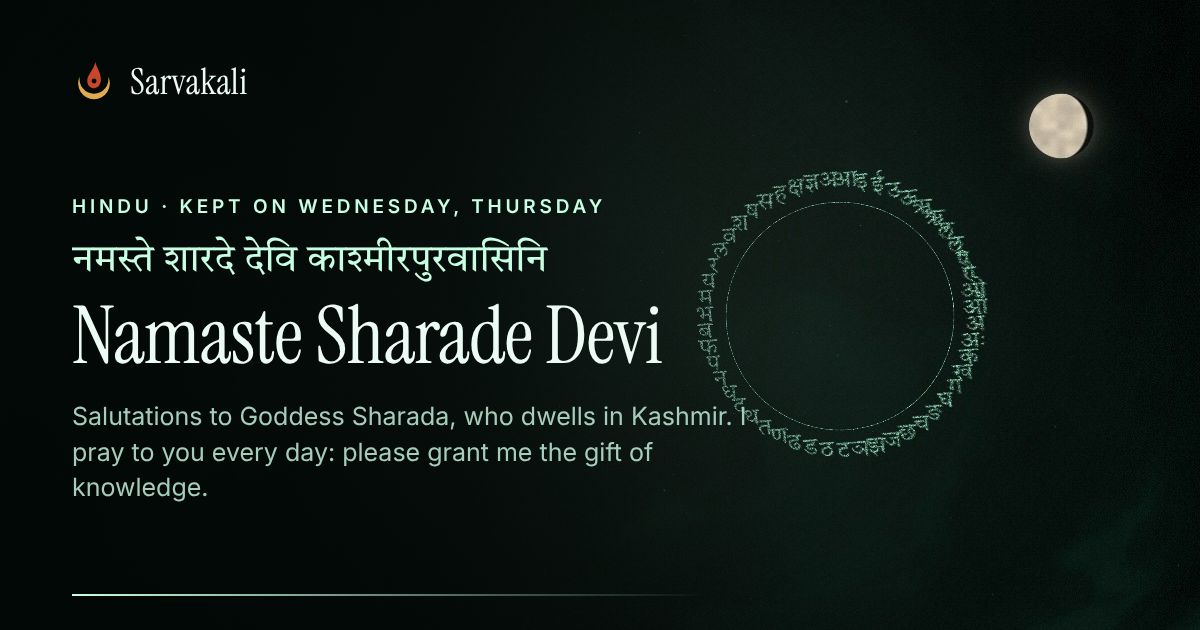 Sarvakali
HINDU · KEPT ON WEDNESDAY, THURSDAY
नमस्ते शारदे देवि काश्मीरपुरवासिनि
Namaste Sharade Devi
Salutations to Goddess Sharada, who dwells in Kashmir. I
pray to you every day: please grant me the gift of
knowledge.